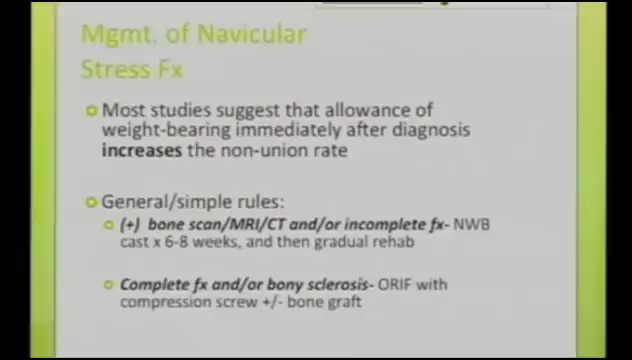 Mgmt. of Navicular
Stress Fx
Most studies suggest that allowance of
weight-bearing immediately after diagnosis
increases the non-union rate
General/simple rules:
(+) bone scan/MRI/CT and/or incomplete fx- NWB
cast x 6-8 weeks, and then gradual rehab
Complete fx and/or bony sclerosis- ORIF with
compression screw +/- bone graft